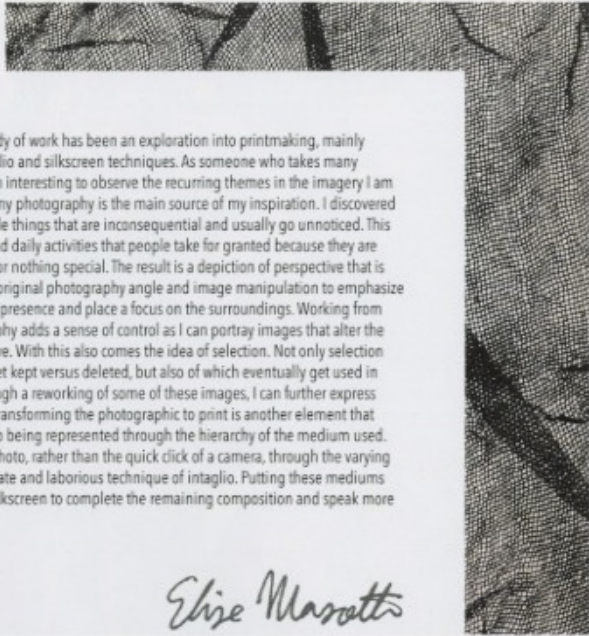 dy of work has been an exploration into printmaking, mainly
lio and silkscreen techniques. As someone who takes many
n interesting to observe the recurring themes in the imagery I am
my photography is the main source of my inspiration. I discovered
le things that are inconsequential and usually go unnoticed. This
d daily activities that people take for granted because they are
or nothing special. The result is a depiction of perspective that is
original photography angle and image manipulation to emphasize
presence and place a focus on the surroundings. Working from
phy adds a sense of control as I can portray images that alter the
ve. With this also comes the idea of selection. Not only selection
et kept versus deleted, but also of which eventually get used in
ugh a reworking of some of these images, I can further express
ransforming the photographic to print is another element that
o being represented through the hierarchy of the medium used.
photo, rather than the quick click of a camera, through the varying
ate and laborious technique of intaglio. Putting these mediums
lkscreen to complete the remaining composition and speak more
Elise Masotto